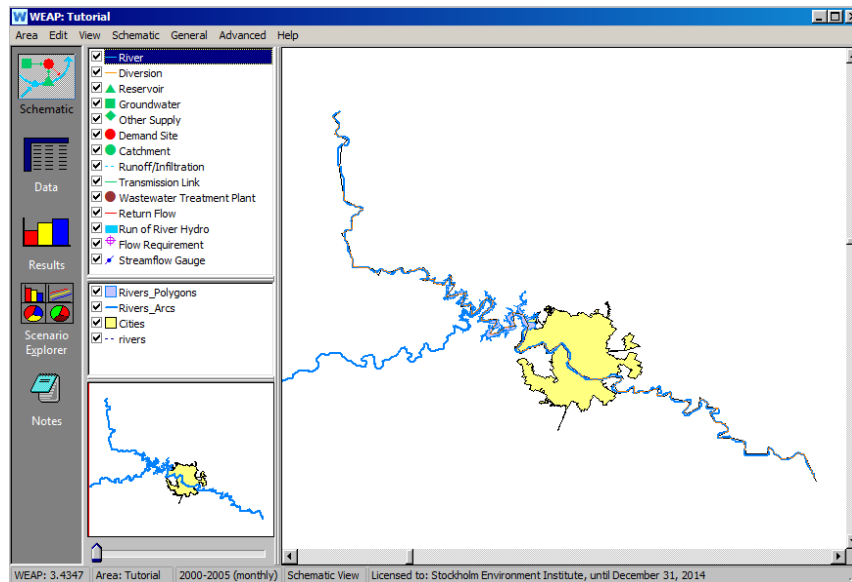 WEAP: Tutorial
Area Edit View Schematic General Advanced Help
Schematic
Data
Results
Scenario
Explorer
Notes
River
Diversion
Reservoir
Groundwater
Other Supply
Demand Site
Catchment
Runoff/Infiltration
Transmission Link
Wastewater Treatment Plant
Return Flow
Run of River Hydro
Flow Requirement
Streamflow Gauge
Rivers_Polygons
Rivers_Arcs
Cities
rivers
WEAP: 3.4347 Area: Tutorial 2000-2005 (monthly) Schematic View Licensed to: Stockholm Environment Institute, until December 31, 2014